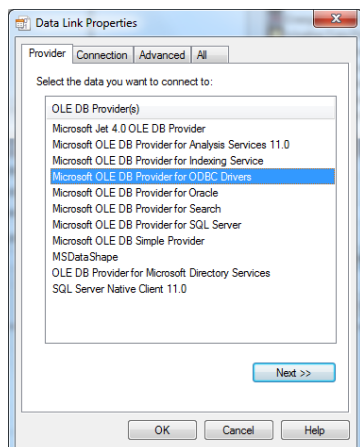 Data Link Properties
Provider Connection Advanced All
Select the data you want to connect to:
OLE DB Provider(s)
Microsoft Jet 4.0 OLE DB Provider
Microsoft OLE DB Provider for Analysis Services 11.0
Microsoft OLE DB Provider for Indexing Service
Microsoft OLE DB Provider for ODBC Drivers
Microsoft OLE DB Provider for Oracle
Microsoft OLE DB Provider for Search
Microsoft OLE DB Provider for SQL Server
Microsoft OLE DB Simple Provider
MSDataShape
OLE DB Provider for Microsoft Directory Services
SQL Server Native Client 11.0
Next >>
OK Cancel Help